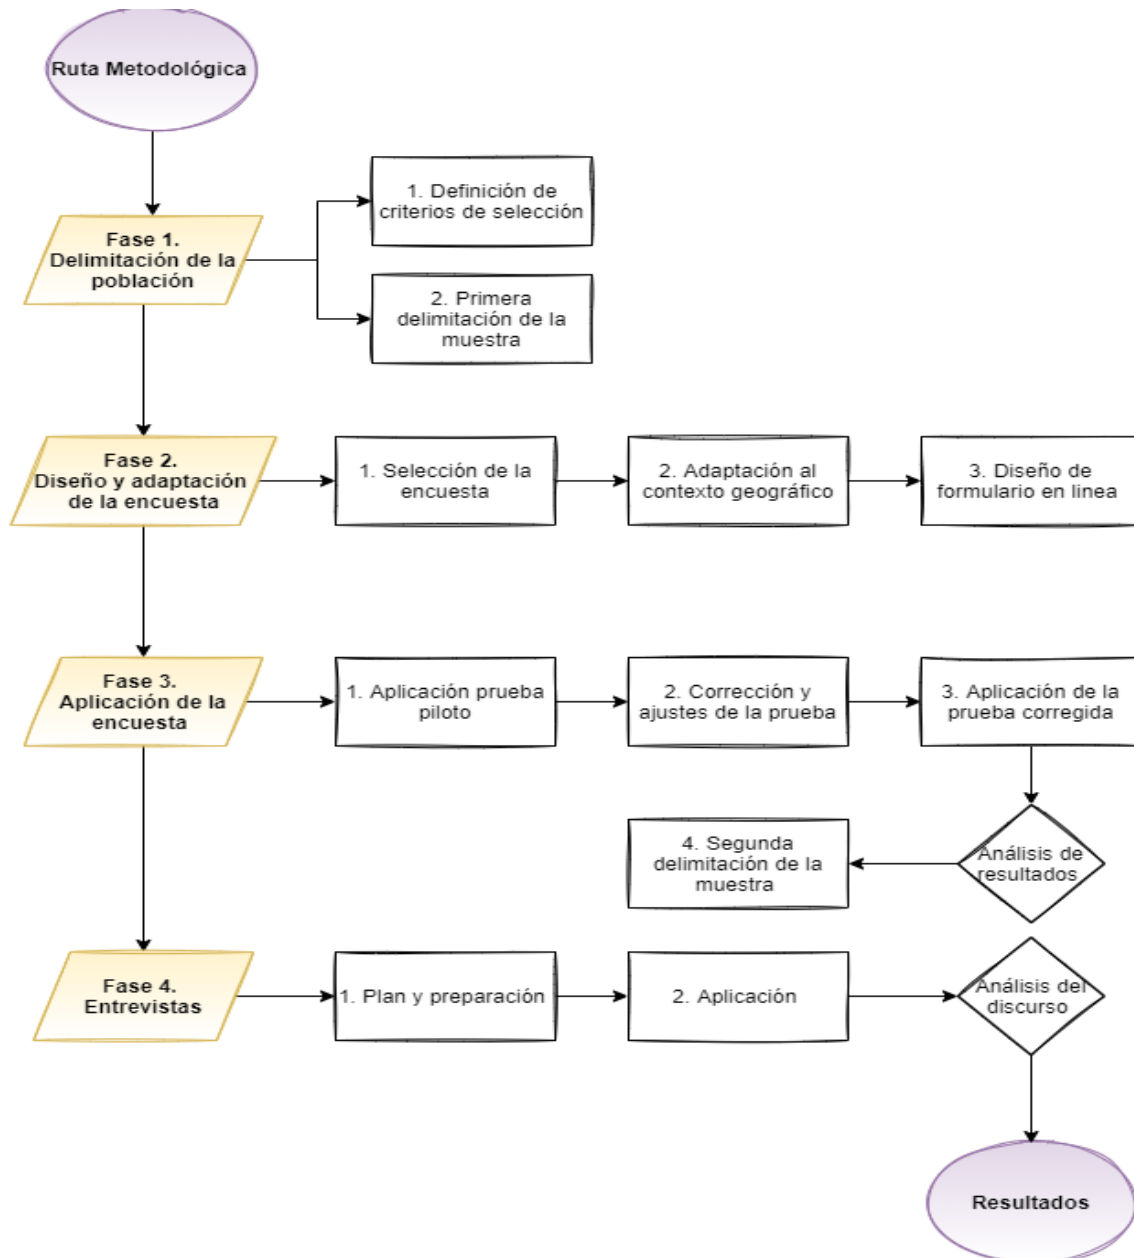 Ruta Metodológica
1. Definición de
criterios de selección
Fase 1.
Delimitación de la
población
2. Primera
delimitación de la
muestra
Fase 2.
Diseño y adaptación
de la encuesta
1. Selección de la
encuesta
2. Adaptación al
contexto geográfico
3. Diseño de
formulario en linea
Fase 3.
Aplicación de la
encuesta
1. Aplicación prueba
piloto
2. Corrección y
ajustes de la prueba
3. Aplicación de la
prueba corregida
Análisis de
resultados
4. Segunda
delimitación de la
muestra
Fase 4.
Entrevistas
1. Plan y preparación
2. Aplicación
Análisis del
discurso
Resultados